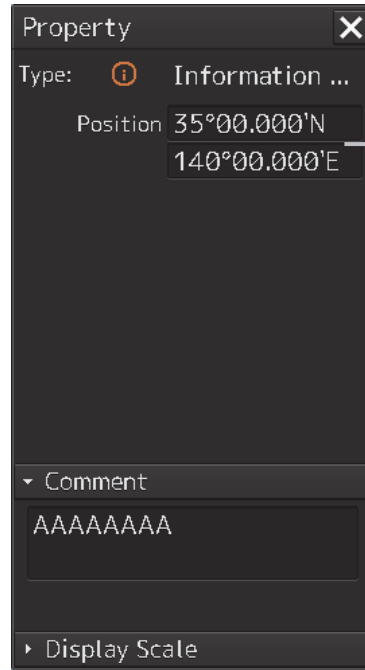 Property
Type: Information ...
Position 35°00.000'N
140°00.000'E
Comment
AAAAAAAA
Display Scale